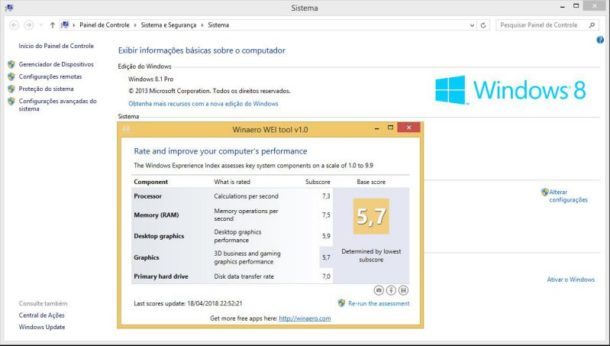 Sistema
Painel de Controle
Sistema e Segurança
Sistema
Pesquisar Painel de Controle
Início do Painel de Controle
Gerenciador de Dispositivos
Configurações remotas
Proteção do sistema
Configurações avançadas do
sistema
Exibir informações básicas sobre o computador
Edição do Windows
Windows 8.1 Pro
© 2013 Microsoft Corporation. Todos os direitos reservados.
Obtenha mais recursos com a nova edição do Windows
Windows 8
Sistema
Winaero WEI tool v1.0
Rate and improve your computer's performance
The Windows Exprerience Index assesses key system components on a scale of 1.0 to 9.9
Component What is rated Subscore Base score
Processor Calculations per second 7,3
Memory (RAM) Memory operations per
second 7,5
Desktop graphics Desktop graphics
performance 5,9
Graphics 3D business and gaming
graphics performance 5,7
Primary hard drive Disk data transfer rate 7,0
5,7
Determined by lowest
subscore
Last scores update: 18/04/2018 22:52:21
Re-run the assessment
Get more free apps here: http://winaero.com
Alterar
configurações
Ativar o Windows
Consulte também
Central de Ações
Windows Update